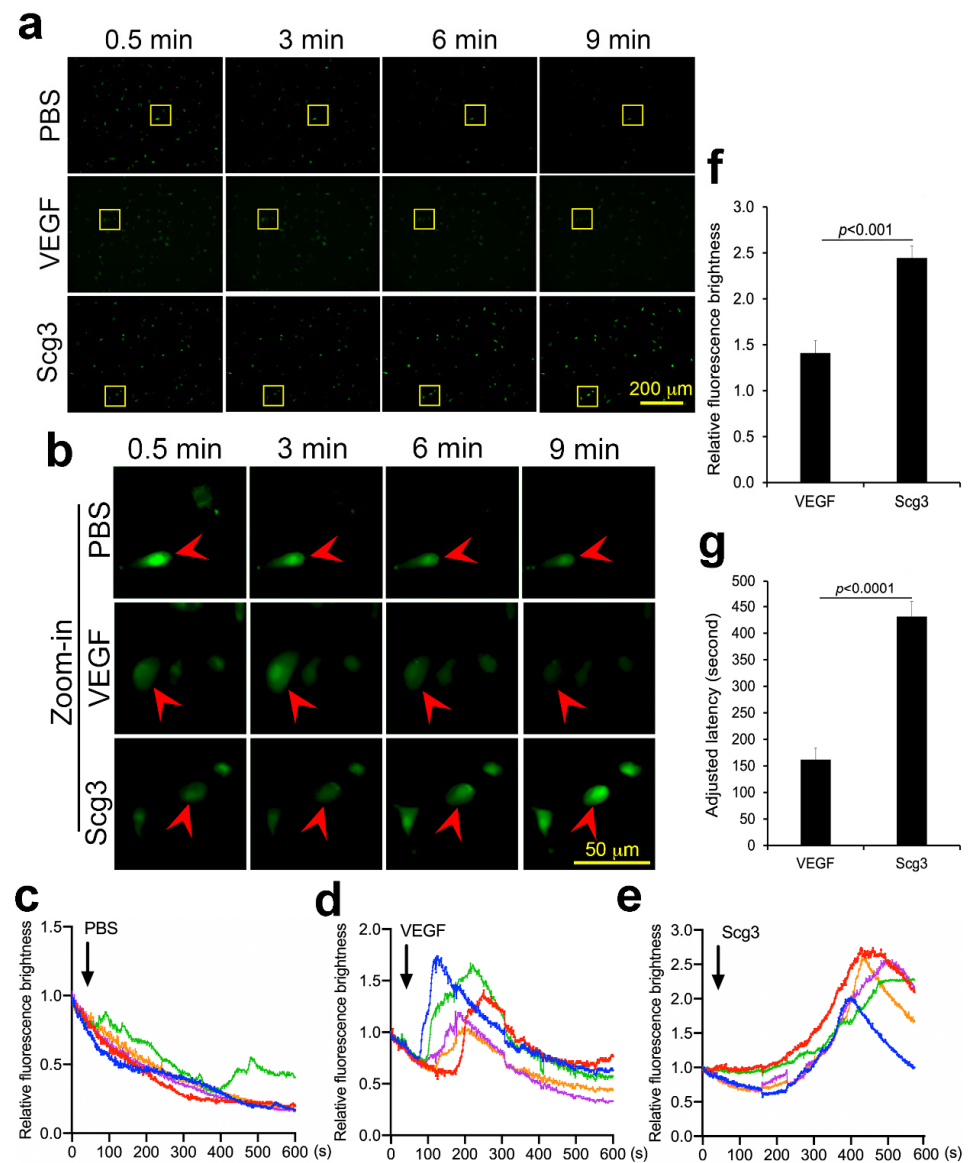 a
0.5 min 3 min 6 min 9 min
PBS
VEGF
Scg3
200 µm
b
0.5 min 3 min 6 min 9 min
Zoom-in
PBS
VEGF
Scg3
50 µm
c
Relative fluorescence brightness
PBS
1.5
1.0
0.5
0.0
0 100 200 300 400 500 600 (s)
d
Relative fluorescence brightness
VEGF
2.0
1.5
1.0
0.5
0.0
0 100 200 300 400 500 600 (s)
e
Relative fluorescence brightness
Scg3
3.0
2.5
2.0
1.5
1.0
0.5
0.0
0 100 200 300 400 500 600 (s)
f
Relative fluorescence brightness
p<0.001
3.0
2.5
2.0
1.5
1.0
0.5
0.0
VEGF Scg3
g
Adjusted latency (second)
p<0.0001
500
450
400
350
300
250
200
150
100
50
0
VEGF Scg3